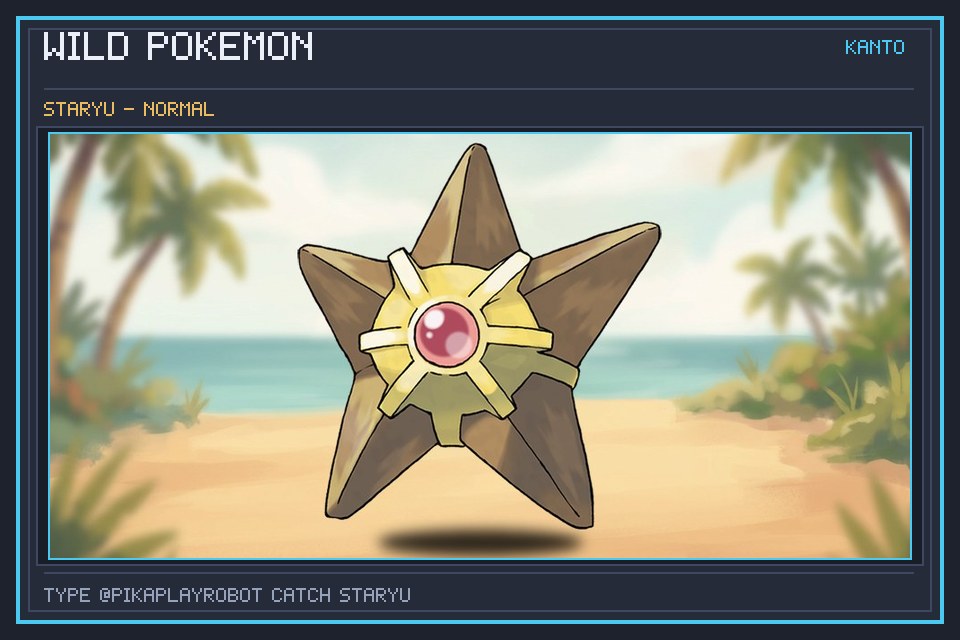 WILD POKEMON
KANTO
STARYU - NORMAL
TYPE @PIKAPLAYROBOT CATCH STARYU